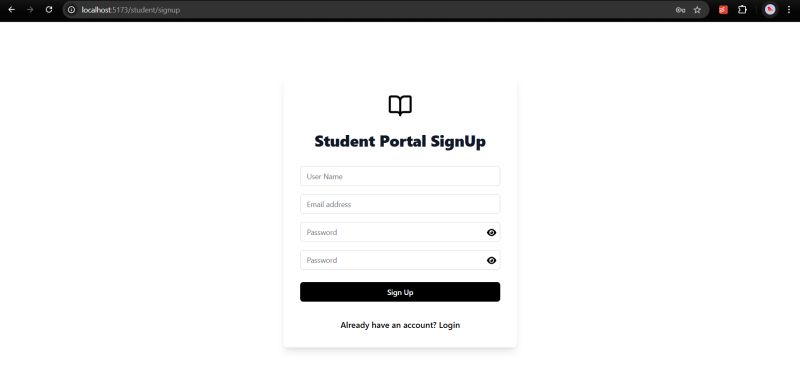 localhost:5173/student/signup
Student Portal SignUp
User Name
Email address
Password
Password
Sign Up
Already have an account? Login